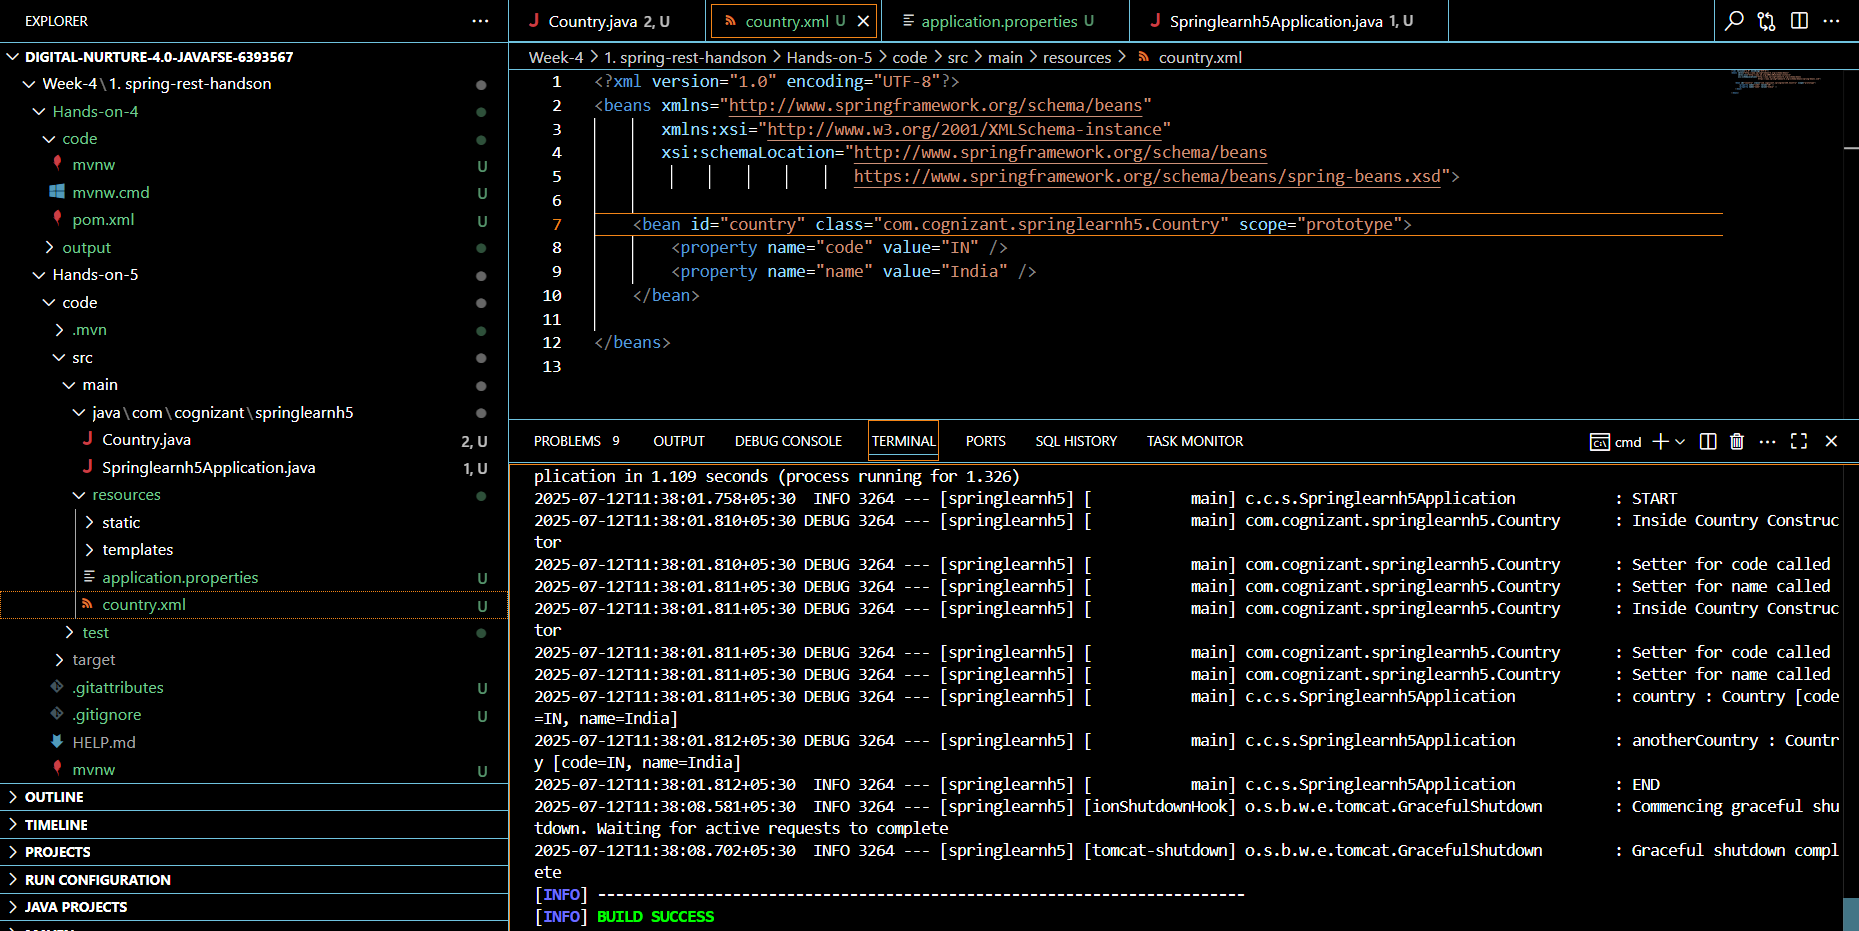 EXPLORER
DIGITAL-NURTURE-4.0-JAVAFSE-6393567
Week-4\1. spring-rest-handson
Hands-on-4
code
mvnw U
mvnw.cmd U
pom.xml U
output
Hands-on-5
code
.mvn
src
main
java\com\cognizant\springlearnh5
Country.java 2, U
Springlearnh5Application.java 1, U
resources
static
templates
application.properties U
country.xml U
test
target
.gitattributes U
.gitignore U
HELP.md
mvnw U
OUTLINE
TIMELINE
PROJECTS
RUN CONFIGURATION
JAVA PROJECTS
Country.java 2, U country.xml U application.properties U Springlearnh5Application.java 1, U
Week-4 > 1. spring-rest-handson > Hands-on-5 > code > src > main > resources > country.xml
1 <?xml version="1.0" encoding="UTF-8"?>
2 <beans xmlns="http://www.springframework.org/schema/beans"
3 xmlns:xsi="http://www.w3.org/2001/XMLSchema-instance"
4 xsi:schemaLocation="http://www.springframework.org/schema/beans
5 https://www.springframework.org/schema/beans/spring-beans.xsd">
6
7 <bean id="country" class="com.cognizant.springlearnh5.Country" scope="prototype">
8 <property name="code" value="IN" />
9 <property name="name" value="India" />
10 </bean>
11
12 </beans>
13
PROBLEMS 9 OUTPUT DEBUG CONSOLE TERMINAL PORTS SQL HISTORY TASK MONITOR cmd
plication in 1.109 seconds (process running for 1.326)
2025-07-12T11:38:01.758+05:30  INFO 3264 --- [springlearnh5] [           main] c.c.s.Springlearnh5Application           : START
2025-07-12T11:38:01.810+05:30 DEBUG 3264 --- [springlearnh5] [           main] com.cognizant.springlearnh5.Country      : Inside Country Construc
tor
2025-07-12T11:38:01.810+05:30 DEBUG 3264 --- [springlearnh5] [           main] com.cognizant.springlearnh5.Country      : Setter for code called
2025-07-12T11:38:01.811+05:30 DEBUG 3264 --- [springlearnh5] [           main] com.cognizant.springlearnh5.Country      : Setter for name called
2025-07-12T11:38:01.811+05:30 DEBUG 3264 --- [springlearnh5] [           main] com.cognizant.springlearnh5.Country      : Inside Country Construc
tor
2025-07-12T11:38:01.811+05:30 DEBUG 3264 --- [springlearnh5] [           main] com.cognizant.springlearnh5.Country      : Setter for code called
2025-07-12T11:38:01.811+05:30 DEBUG 3264 --- [springlearnh5] [           main] com.cognizant.springlearnh5.Country      : Setter for name called
2025-07-12T11:38:01.811+05:30 DEBUG 3264 --- [springlearnh5] [           main] c.c.s.Springlearnh5Application           : country : Country [code
=IN, name=India]
2025-07-12T11:38:01.812+05:30 DEBUG 3264 --- [springlearnh5] [           main] c.c.s.Springlearnh5Application           : anotherCountry : Countr
y [code=IN, name=India]
2025-07-12T11:38:01.812+05:30  INFO 3264 --- [springlearnh5] [           main] c.c.s.Springlearnh5Application           : END
2025-07-12T11:38:08.581+05:30  INFO 3264 --- [springlearnh5] [ionShutdownHook] o.s.b.w.e.tomcat.GracefulShutdown        : Commencing graceful shu
tdown. Waiting for active requests to complete
2025-07-12T11:38:08.702+05:30  INFO 3264 --- [springlearnh5] [tomcat-shutdown] o.s.b.w.e.tomcat.GracefulShutdown        : Graceful shutdown compl
ete
[INFO] ------------------------------------------------------------------------
[INFO] BUILD SUCCESS